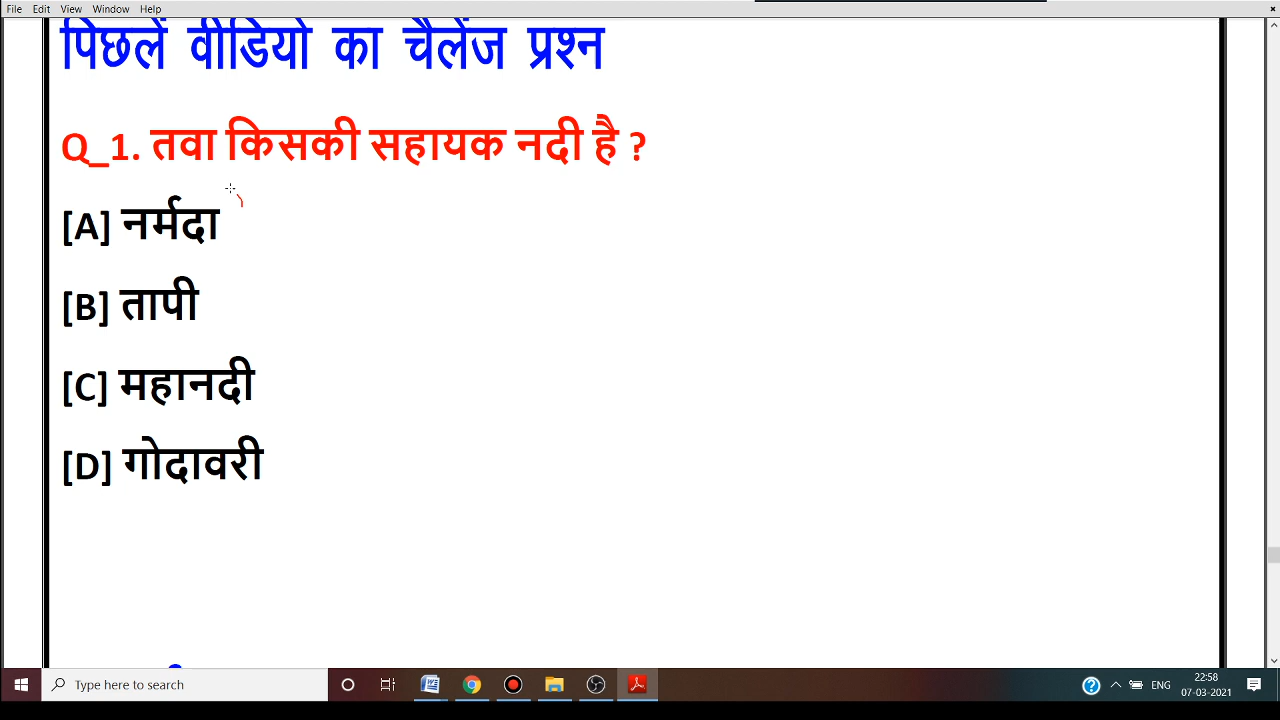 File Edit View Window Help
पिछलें वीडियो का चैलेंज प्रश्न
Q_1. तवा किसकी सहायक नदी है ?
[A] नर्मदा
[B] तापी
[C] महानदी
[D] गोदावरी
Type here to search
ENG
22:58
07-03-2021